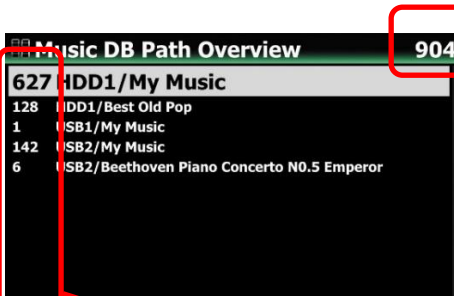 Music DB Path Overview 904
627 HDD1/My Music
128 HDD1/Best Old Pop
1 USB1/My Music
142 USB2/My Music
6 USB2/Beethoven Piano Concerto N0.5 Emperor